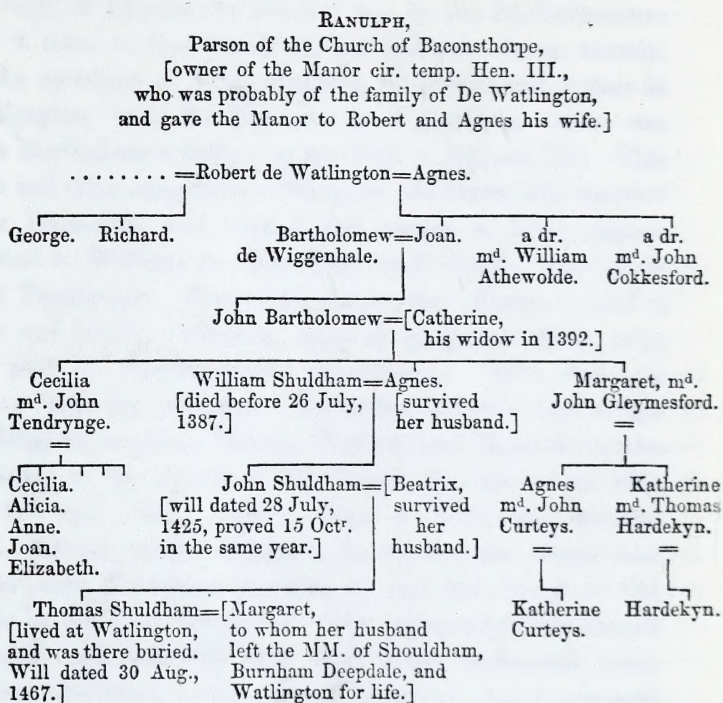 RANULPH,
Parson of the Church of Baconsthorpe,
[owner of the Manor cir. temp. Hen. III.,
who was probably of the family of De Watlington,
and gave the Manor to Robert and Agnes his wife.]
. . . . . . . . =Robert de Watlington=Agnes.
George. Richard. Bartholomew=Joan. a dr. a dr.
de Wiggenhale. md. William md. John
Athewolde. Cokkesford.
John Bartholomew=[Catherine,
his widow in 1392.]
Cecilia William Shuldham=Agnes. Margaret, md.
md. John [died before 26 July, [survived John Gleymesford.
Tendrynge. 1387.] her husband.] =
=
Cecilia. John Shuldham=[Beatrix, Agnes Katherine
Alicia. [will dated 28 July, survived md. John md. Thomas
Anne. 1425, proved 15 Octr. her Curteys. Hardekyn.
Joan. in the same year.] husband.] = =
Elizabeth.
Thomas Shuldham=[Margaret, Katherine Hardekyn.
[lived at Watlington, to whom her husband Curteys.
and was there buried. left the MM. of Shouldham,
Will dated 30 Aug., Burnham Deepdale, and
1467.] Watlington for life.]